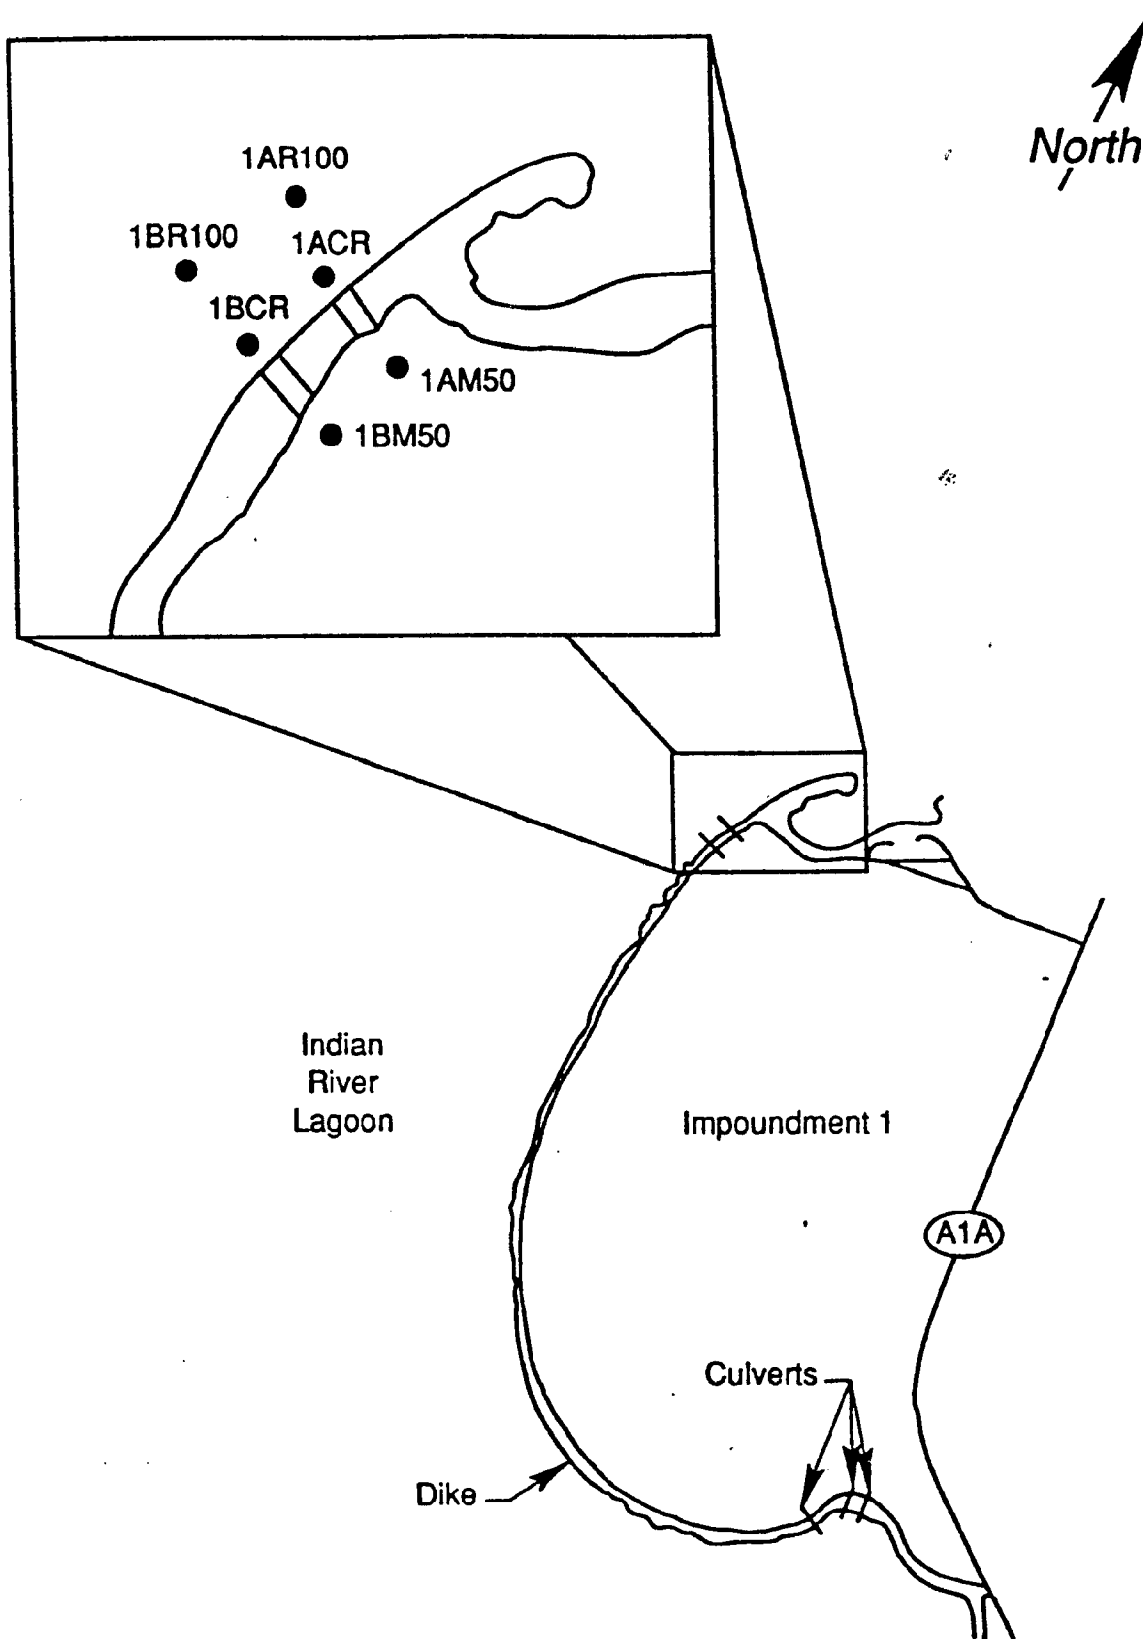 North
1AR100
1BR100
1ACR
1BCR
1AM50
1BM50
Indian
River
Lagoon
Impoundment 1
A1A
Culverts
Dike